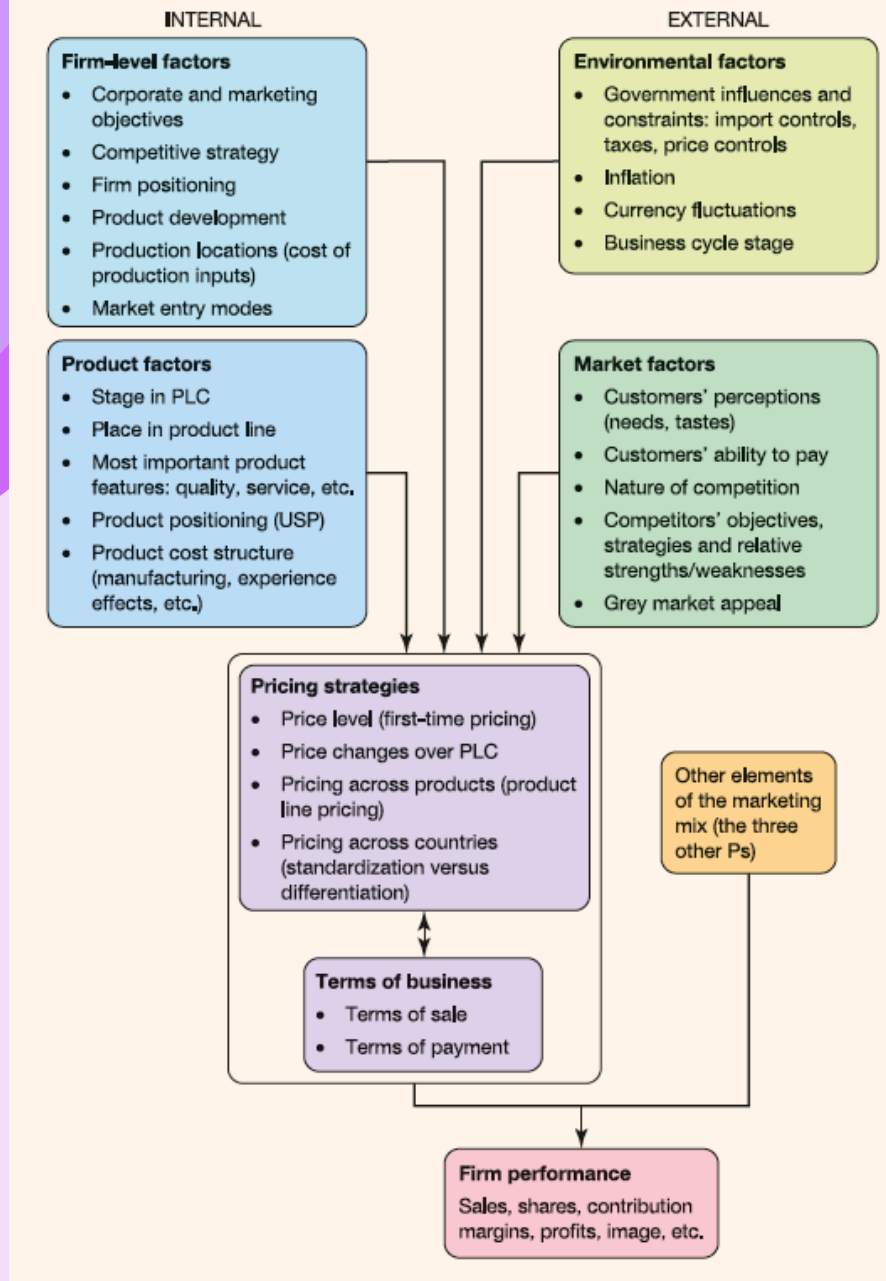 INTERNAL
Firm-level factors
• Corporate and marketing
objectives
• Competitive strategy
• Firm positioning
• Product development
• Production locations (cost of
production inputs)
• Market entry modes
Product factors
• Stage in PLC
• Place in product line
• Most important product
features: quality, service, etc.
• Product positioning (USP)
• Product cost structure
(manufacturing, experience
effects, etc.)
EXTERNAL
Environmental factors
• Government influences and
constraints: import controls,
taxes, price controls
• Inflation
• Currency fluctuations
• Business cycle stage
Market factors
• Customers' perceptions
(needs, tastes)
• Customers' ability to pay
• Nature of competition
• Competitors' objectives,
strategies and relative
strengths/weaknesses
• Grey market appeal
Pricing strategies
• Price level (first-time pricing)
• Price changes over PLC
• Pricing across products (product
line pricing)
• Pricing across countries
(standardization versus
differentiation)
Other elements
of the marketing
mix (the three
other Ps)
Terms of business
• Terms of sale
• Terms of payment
Firm performance
Sales, shares, contribution
margins, profits, image, etc.